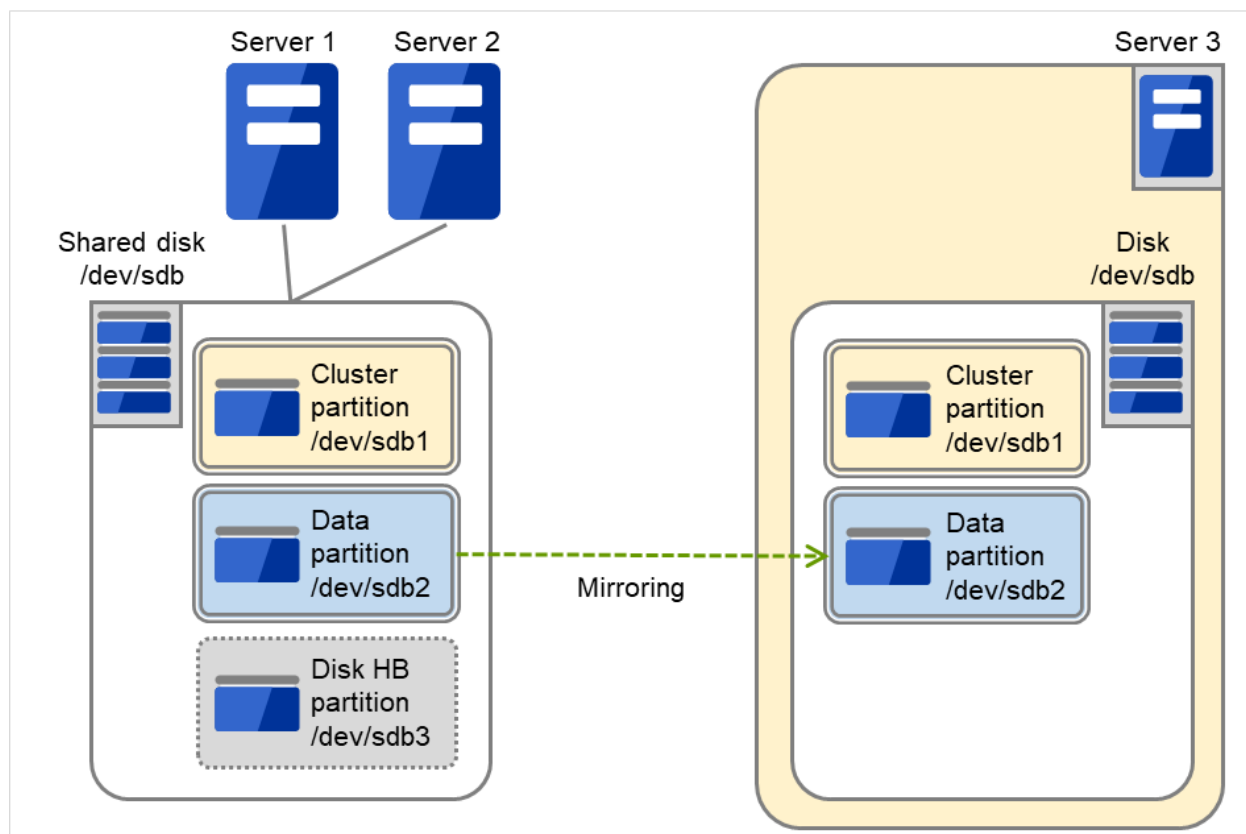 Server 1
Server 2
Server 3
Shared disk
/dev/sdb
Disk
/dev/sdb
Cluster
partition
/dev/sdb1
Cluster
partition
/dev/sdb1
Data
partition
/dev/sdb2
Mirroring
Data
partition
/dev/sdb2
Disk HB
partition
/dev/sdb3